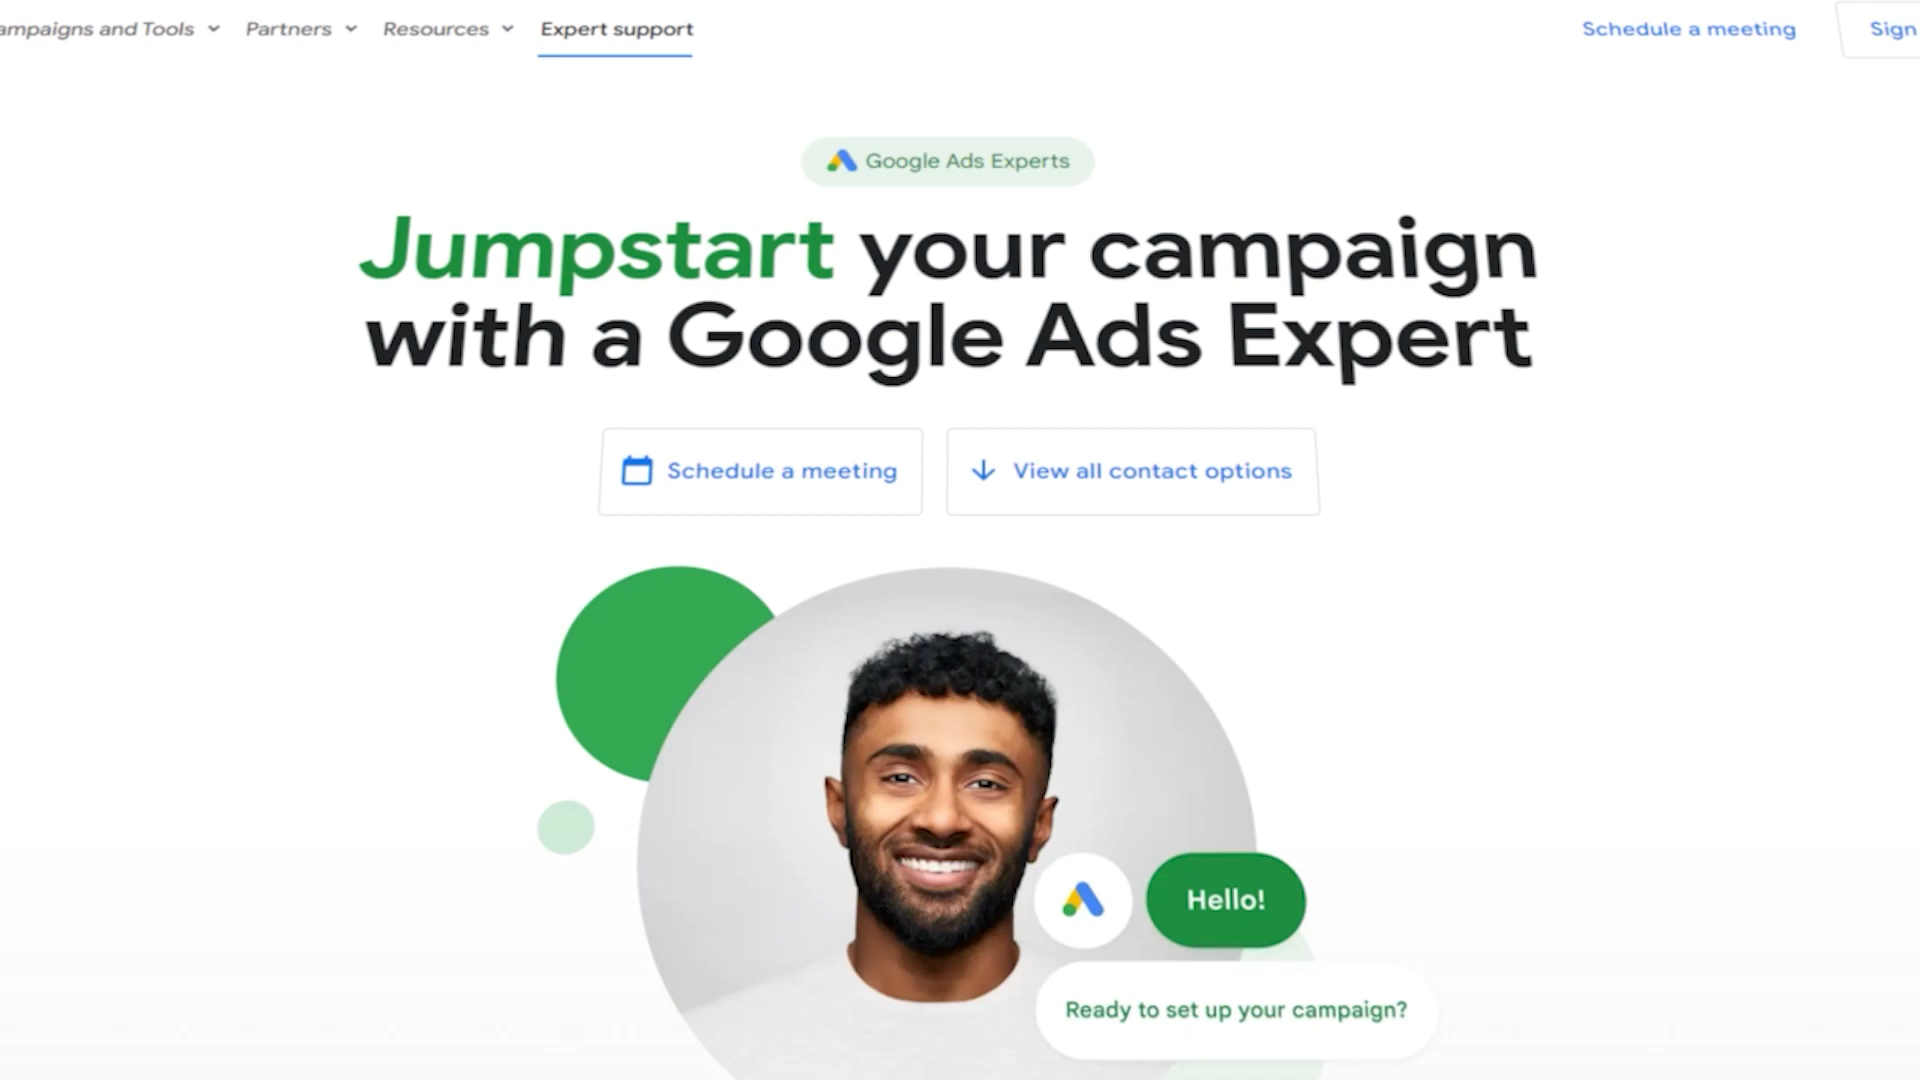 ampaigns and Tools Partners Resources Expert support Schedule a meeting Sign
Google Ads Experts
Jumpstart your campaign
with a Google Ads Expert
Schedule a meeting View all contact options
Hello!
Ready to set up your campaign?